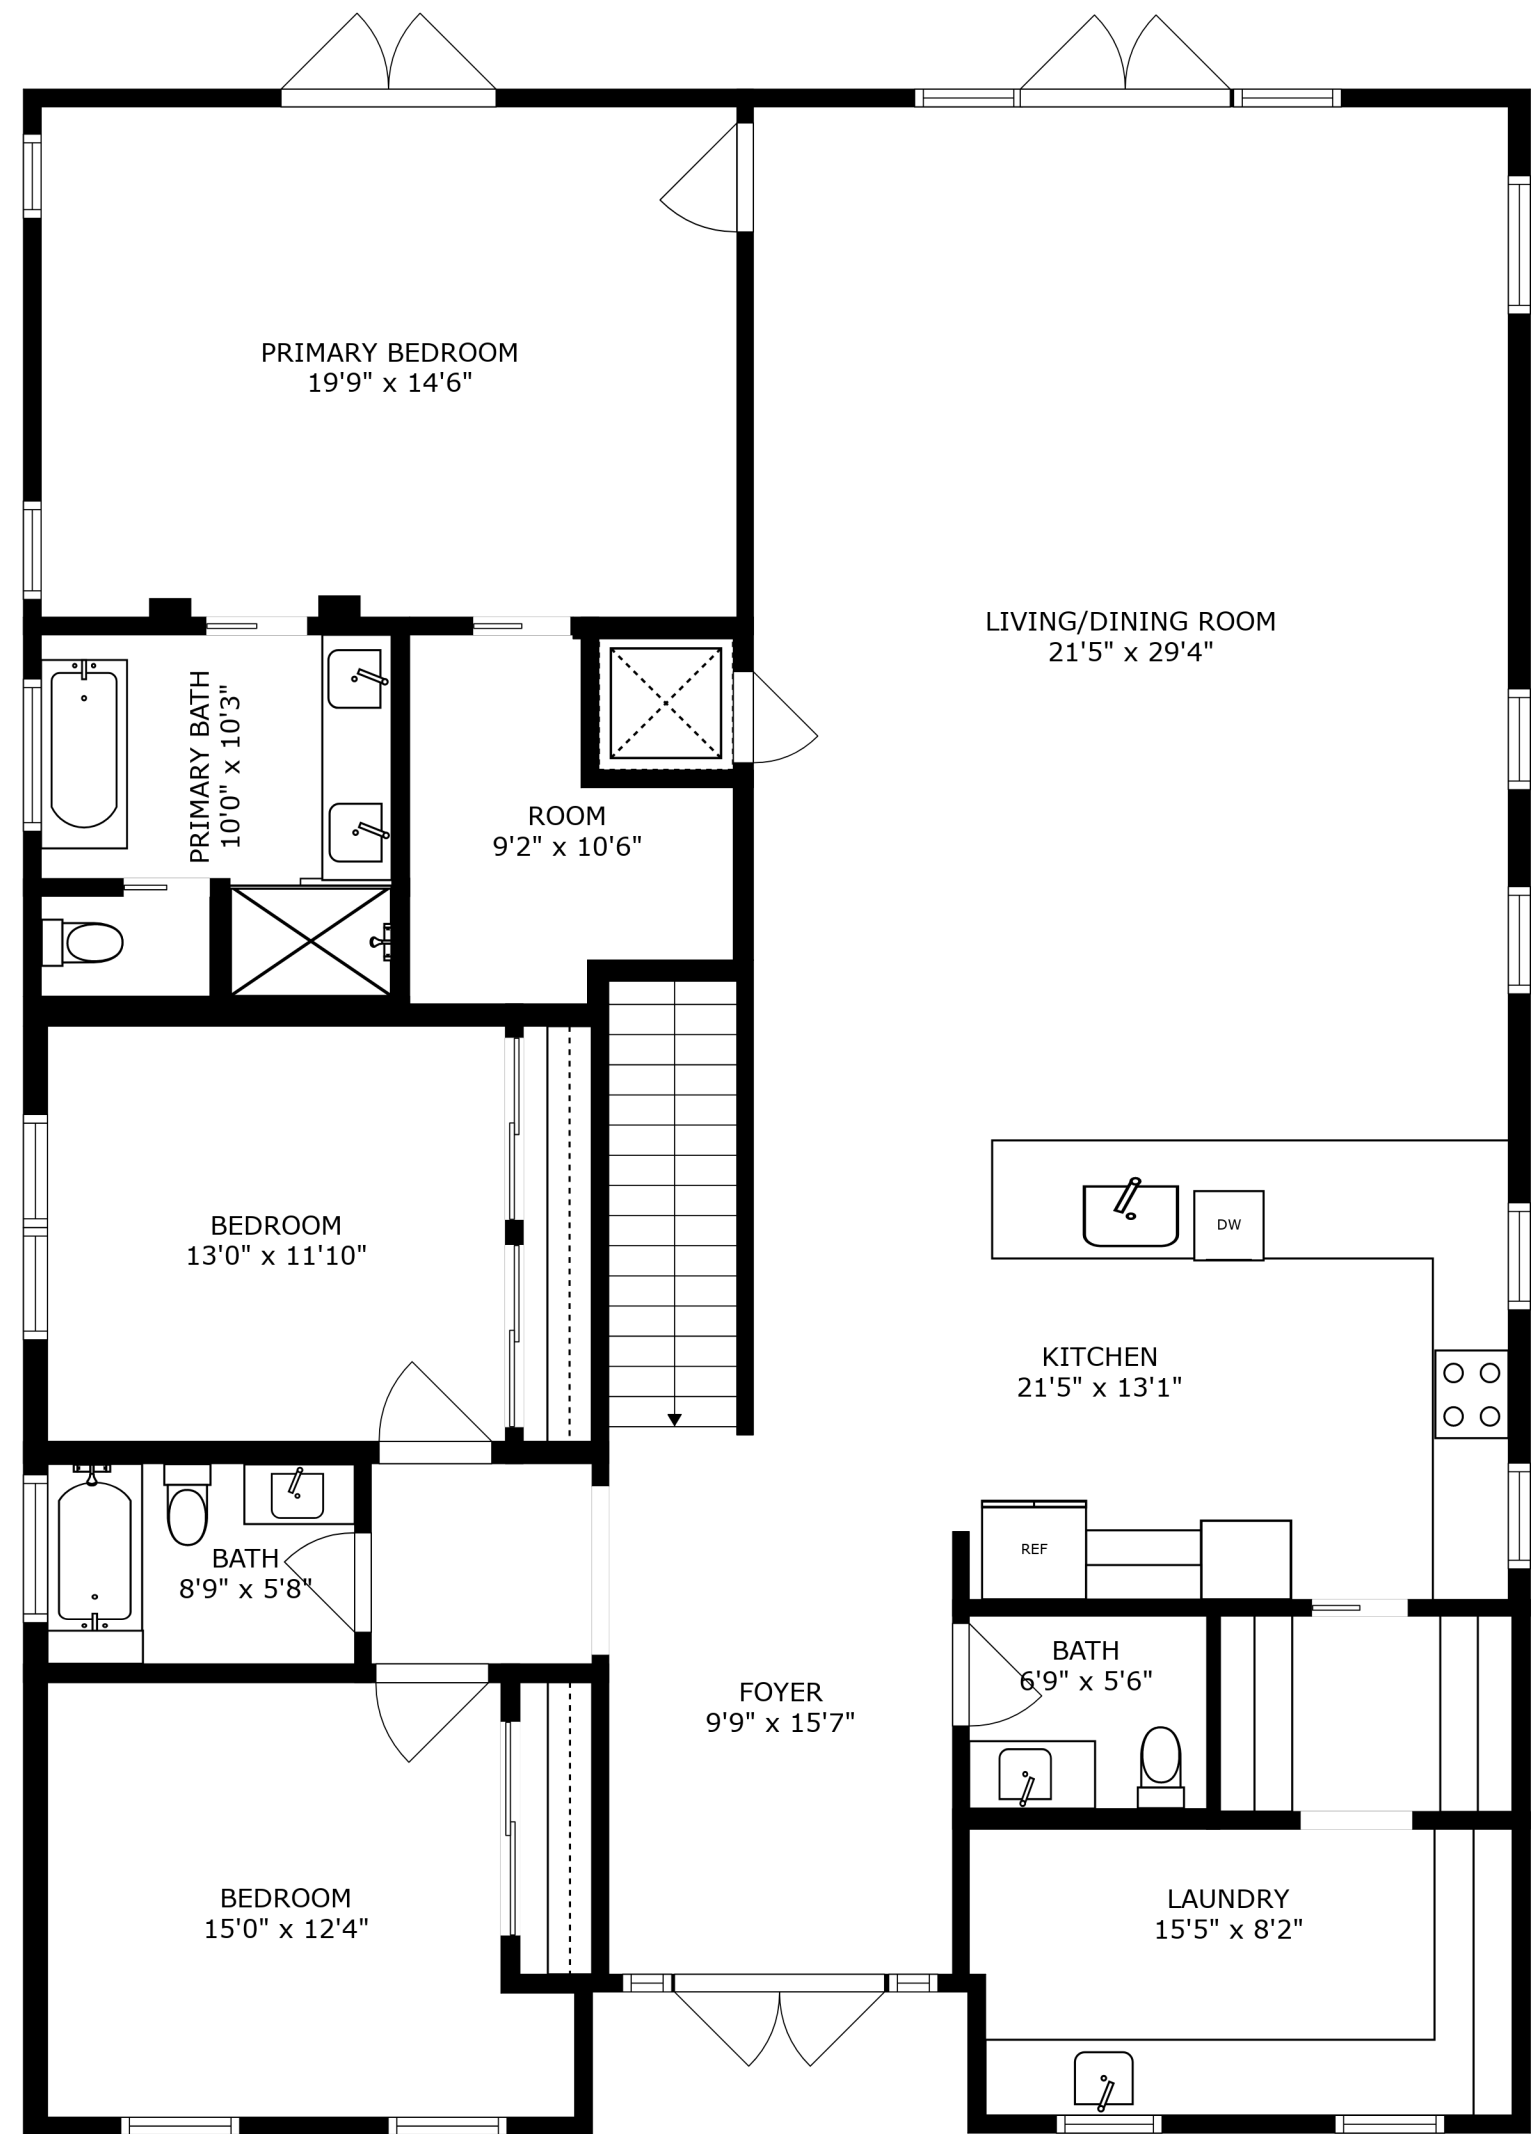 PRIMARY BEDROOM
19'9" x 14'6"
LIVING/DINING ROOM
21'5" x 29'4"
PRIMARY BATH
10'0" x 10'3"
ROOM
9'2" x 10'6"
BEDROOM
13'0" x 11'10"
DW
KITCHEN
21'5" x 13'1"
REF
BATH
8'9" x 5'8"
BATH
6'9" x 5'6"
FOYER
9'9" x 15'7"
BEDROOM
15'0" x 12'4"
LAUNDRY
15'5" x 8'2"